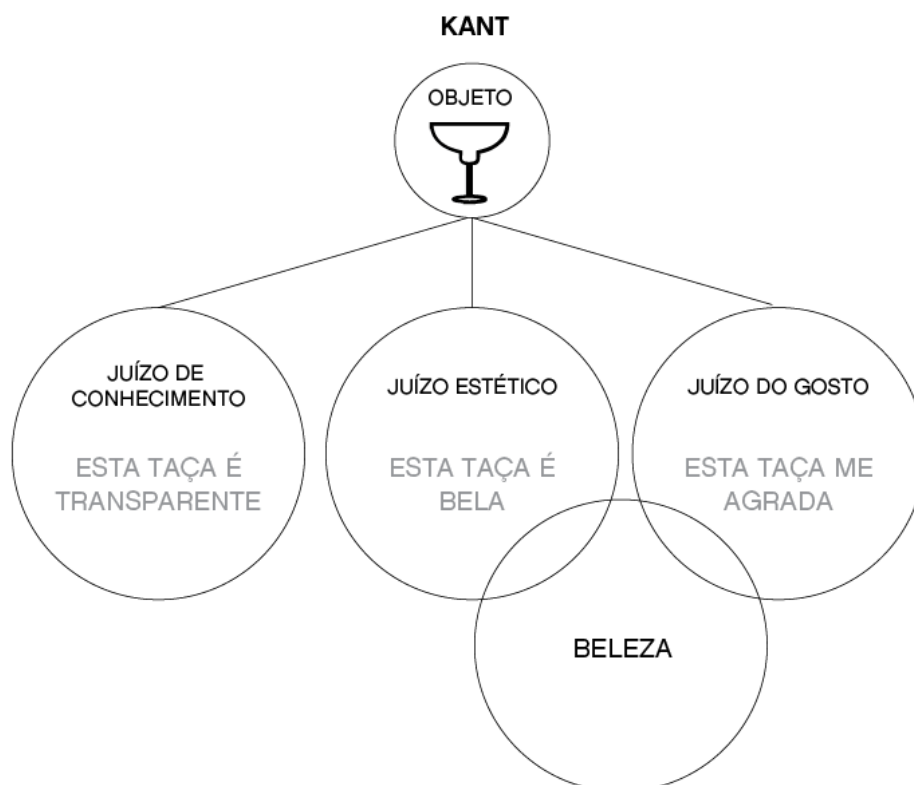 KANT
OBJETO
JUÍZO DE
CONHECIMENTO
ESTA TAÇA É
TRANSPARENTE
JUÍZO ESTÉTICO
ESTA TAÇA É
BELA
JUÍZO DO GOSTO
ESTA TAÇA ME
AGRADA
BELEZA